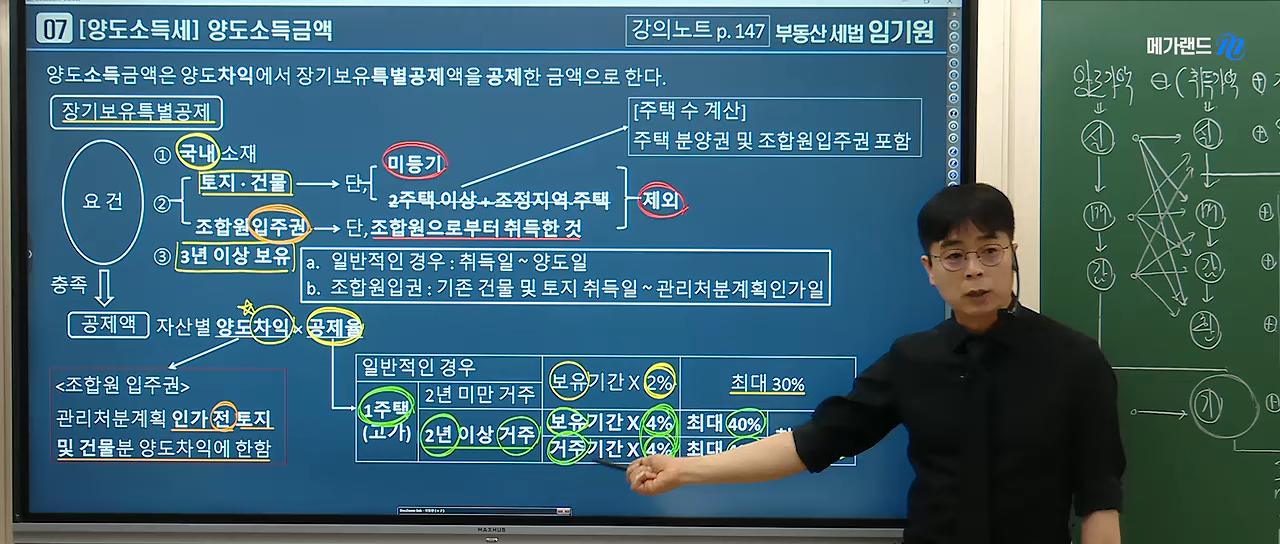 07 [양도소득세] 양도소득금액
강의노트 p. 147
부동산 세법 임기원
메가랜드
양도소득금액은 양도차익에서 장기보유특별공제액을 공제한 금액으로 한다.
장기보유특별공제
[주택 수 계산]
주택 분양권 및 조합원입주권 포함
요 건
① 국내 소재
② 토지 · 건물
단, 미등기
2주택 이상 + 조정지역 주택
제외
조합원입주권
단, 조합원으로부터 취득한 것
③ 3년 이상 보유
a. 일반적인 경우 : 취득일 ~ 양도일
b. 조합원입권 : 기존 건물 및 토지 취득일 ~ 관리처분계획인가일
충족
공제액 자산별 양도차익 × 공제율
<조합원 입주권>
관리처분계획 인가 전 토지
및 건물분 양도차익에 한함
일반적인 경우
보유기간 X 2%
최대 30%
1주택
(고가)
2년 미만 거주
2년 이상 거주
보유기간 X 4%
최대 40%
거주기간 X 4%
최대
MAXHUB